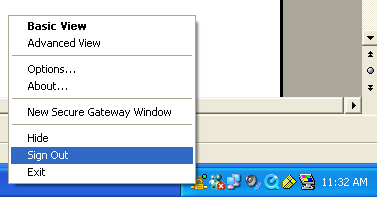 Basic View
Advanced View
Options...
About...
New Secure Gateway Window
Hide
Sign Out
Exit
11:32 AM